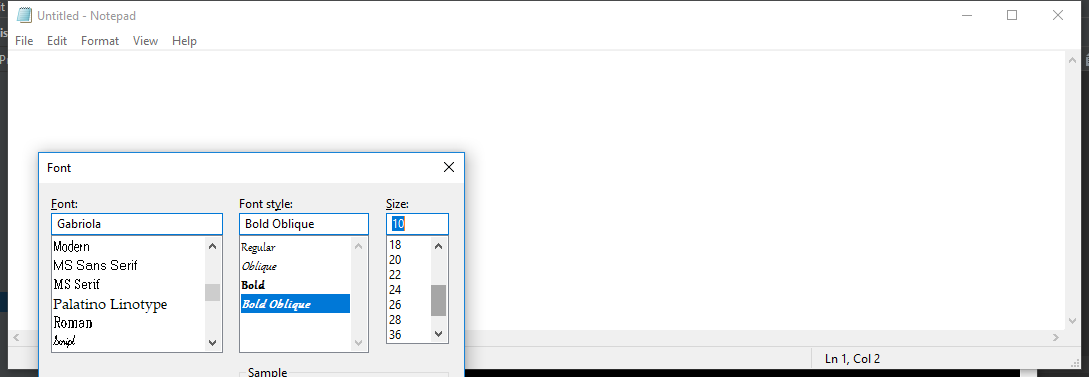 Untitled - Notepad
File Edit Format View Help
Font
Font: Font style: Size:
Gabriola Bold Oblique 10
Modern Regular 18
MS Sans Serif Oblique 20
MS Serif Bold 22
Palatino Linotype Bold Oblique 24
Roman 26
Script 28
36
Ln 1, Col 2
Sample